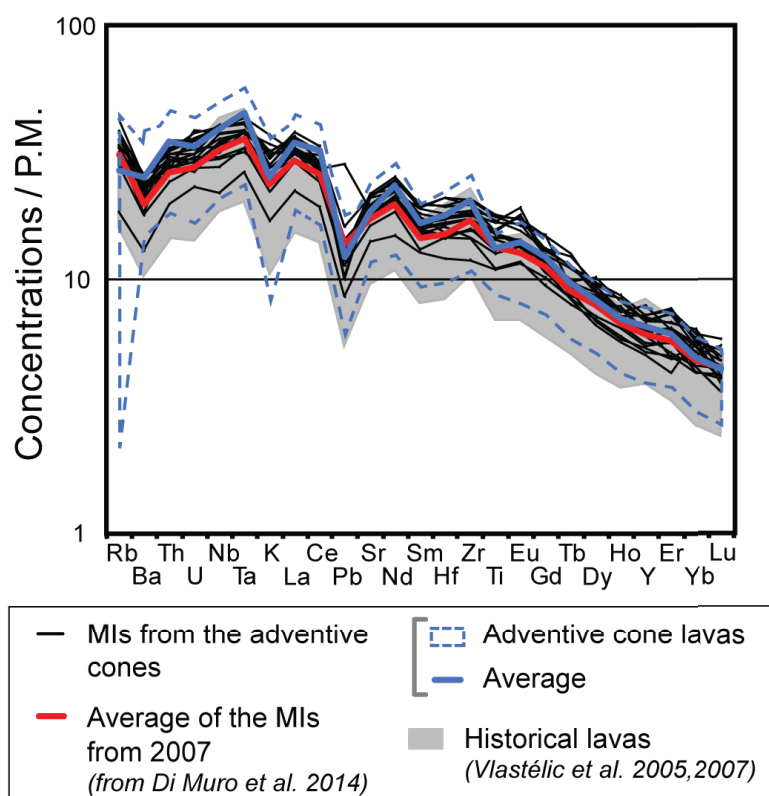 100
10
1
Concentrations / P.M.
Rb Th Nb K Ce Sr Sm Zr Eu Tb Ho Er Lu
Ba U Ta La Pb Nd Hf Ti Gd Dy Y Yb
MIs from the adventive
cones
Average of the MIs
from 2007
(from Di Muro et al. 2014)
Adventive cone lavas
Average
Historical lavas
(Vlastélic et al. 2005,2007)